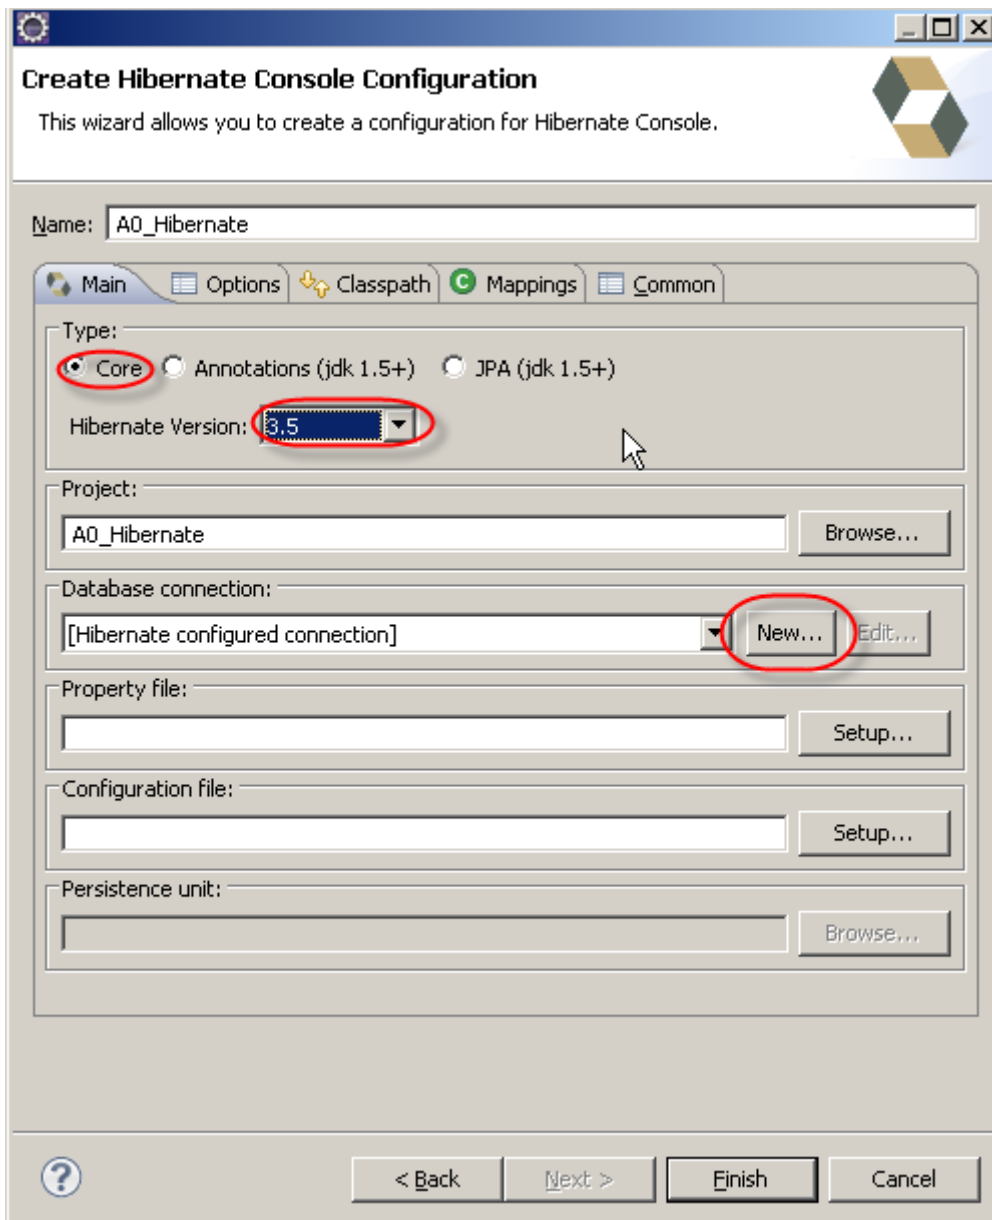 Create Hibernate Console Configuration
This wizard allows you to create a configuration for Hibernate Console.
Name: A0_Hibernate
Main Options Classpath Mappings Common
Type:
Core Annotations (jdk 1.5+) JPA (jdk 1.5+)
Hibernate Version: 3.5
Project:
A0_Hibernate Browse...
Database connection:
[Hibernate configured connection] New... Edit...
Property file:
Setup...
Configuration file:
Setup...
Persistence unit:
Browse...
? < Back Next > Finish Cancel